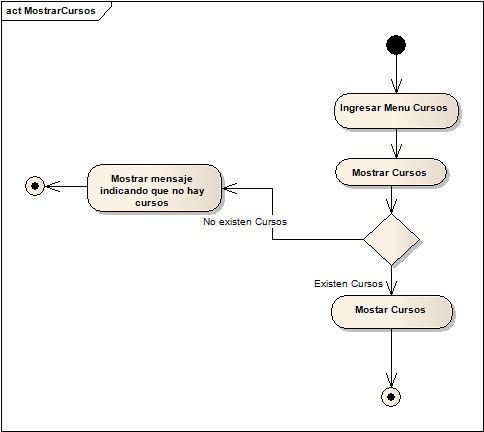 act MostrarCursos
Ingresar Menu Cursos
Mostrar Cursos
Mostrar mensaje
indicando que no hay
cursos
No existen Cursos
Existen Cursos
Mostar Cursos